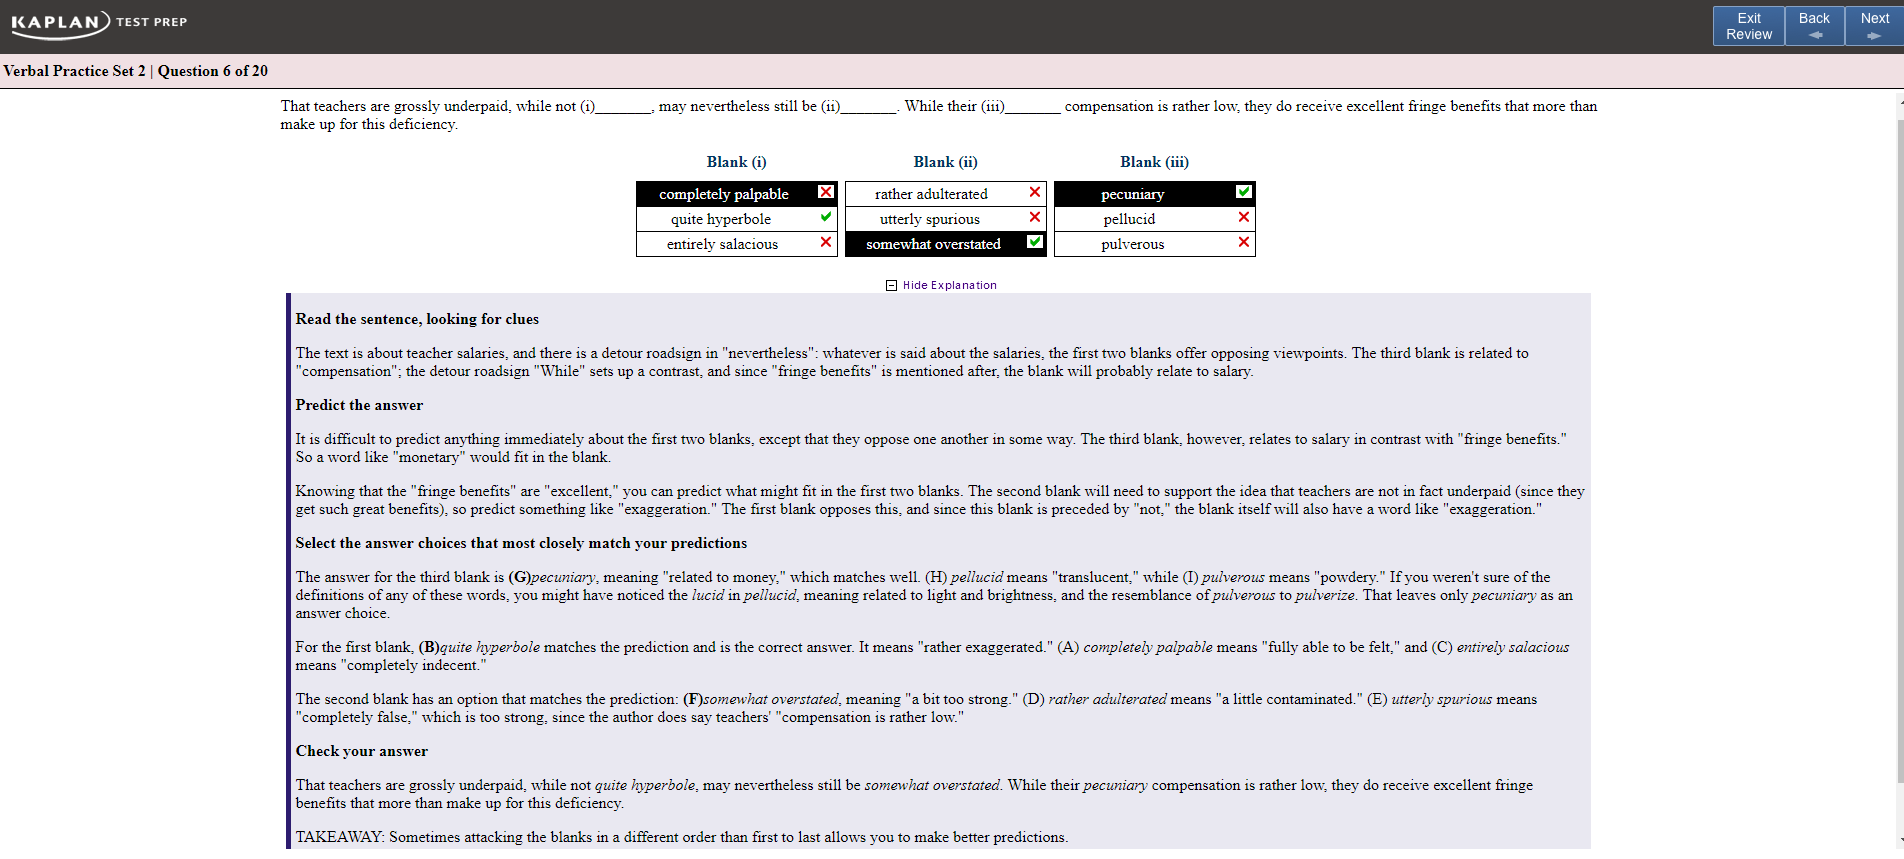 KAPLAN TEST PREP
Exit Review
Back
Next
Verbal Practice Set 2 | Question 6 of 20
That teachers are grossly underpaid, while not (i)_______, may nevertheless still be (ii)_______. While their (iii)_______ compensation is rather low, they do receive excellent fringe benefits that more than
make up for this deficiency.
Blank (i)
Blank (ii)
Blank (iii)
completely palpable
rather adulterated
pecuniary
quite hyperbole
utterly spurious
pellucid
entirely salacious
somewhat overstated
pulverous
Hide Explanation
Read the sentence, looking for clues
The text is about teacher salaries, and there is a detour roadsign in "nevertheless": whatever is said about the salaries, the first two blanks offer opposing viewpoints. The third blank is related to
"compensation"; the detour roadsign "While" sets up a contrast, and since "fringe benefits" is mentioned after, the blank will probably relate to salary.
Predict the answer
It is difficult to predict anything immediately about the first two blanks, except that they oppose one another in some way. The third blank, however, relates to salary in contrast with "fringe benefits."
So a word like "monetary" would fit in the blank.
Knowing that the "fringe benefits" are "excellent," you can predict what might fit in the first two blanks. The second blank will need to support the idea that teachers are not in fact underpaid (since they
get such great benefits), so predict something like "exaggeration." The first blank opposes this, and since this blank is preceded by "not," the blank itself will also have a word like "exaggeration."
Select the answer choices that most closely match your predictions
The answer for the third blank is (G)pecuniary, meaning "related to money," which matches well. (H) pellucid means "translucent," while (I) pulverous means "powdery." If you weren't sure of the
definitions of any of these words, you might have noticed the lucid in pellucid, meaning related to light and brightness, and the resemblance of pulverous to pulverize. That leaves only pecuniary as an
answer choice.
For the first blank, (B)quite hyperbole matches the prediction and is the correct answer. It means "rather exaggerated." (A) completely palpable means "fully able to be felt," and (C) entirely salacious
means "completely indecent."
The second blank has an option that matches the prediction: (F)somewhat overstated, meaning "a bit too strong." (D) rather adulterated means "a little contaminated." (E) utterly spurious means
"completely false," which is too strong, since the author does say teachers' "compensation is rather low."
Check your answer
That teachers are grossly underpaid, while not quite hyperbole, may nevertheless still be somewhat overstated. While their pecuniary compensation is rather low, they do receive excellent fringe
benefits that more than make up for this deficiency.
TAKEAWAY: Sometimes attacking the blanks in a different order than first to last allows you to make better predictions.